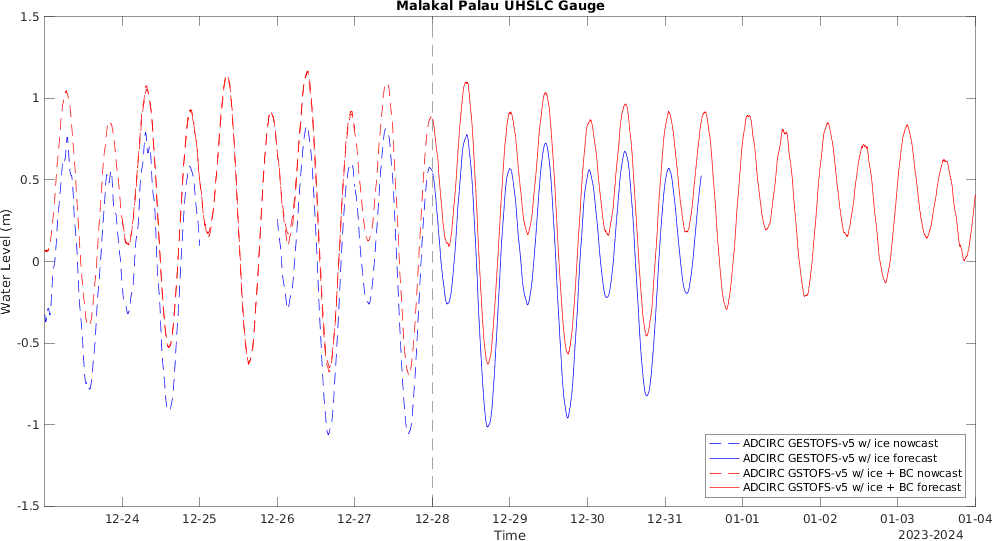 Malakal Palau UHSLC Gauge
1.5
1
0.5
0
-0.5
-1
-1.5
Water Level (m)
ADCIRC GESTOFS-v5 w/ ice nowcast
ADCIRC GESTOFS-v5 w/ ice forecast
ADCIRC GSTOFS-v5 w/ ice + BC nowcast
ADCIRC GSTOFS-v5 w/ ice + BC forecast
12-24 12-25 12-26 12-27 12-28 12-29 12-30 12-31 01-01 01-02 01-03 01-04
Time
2023-2024